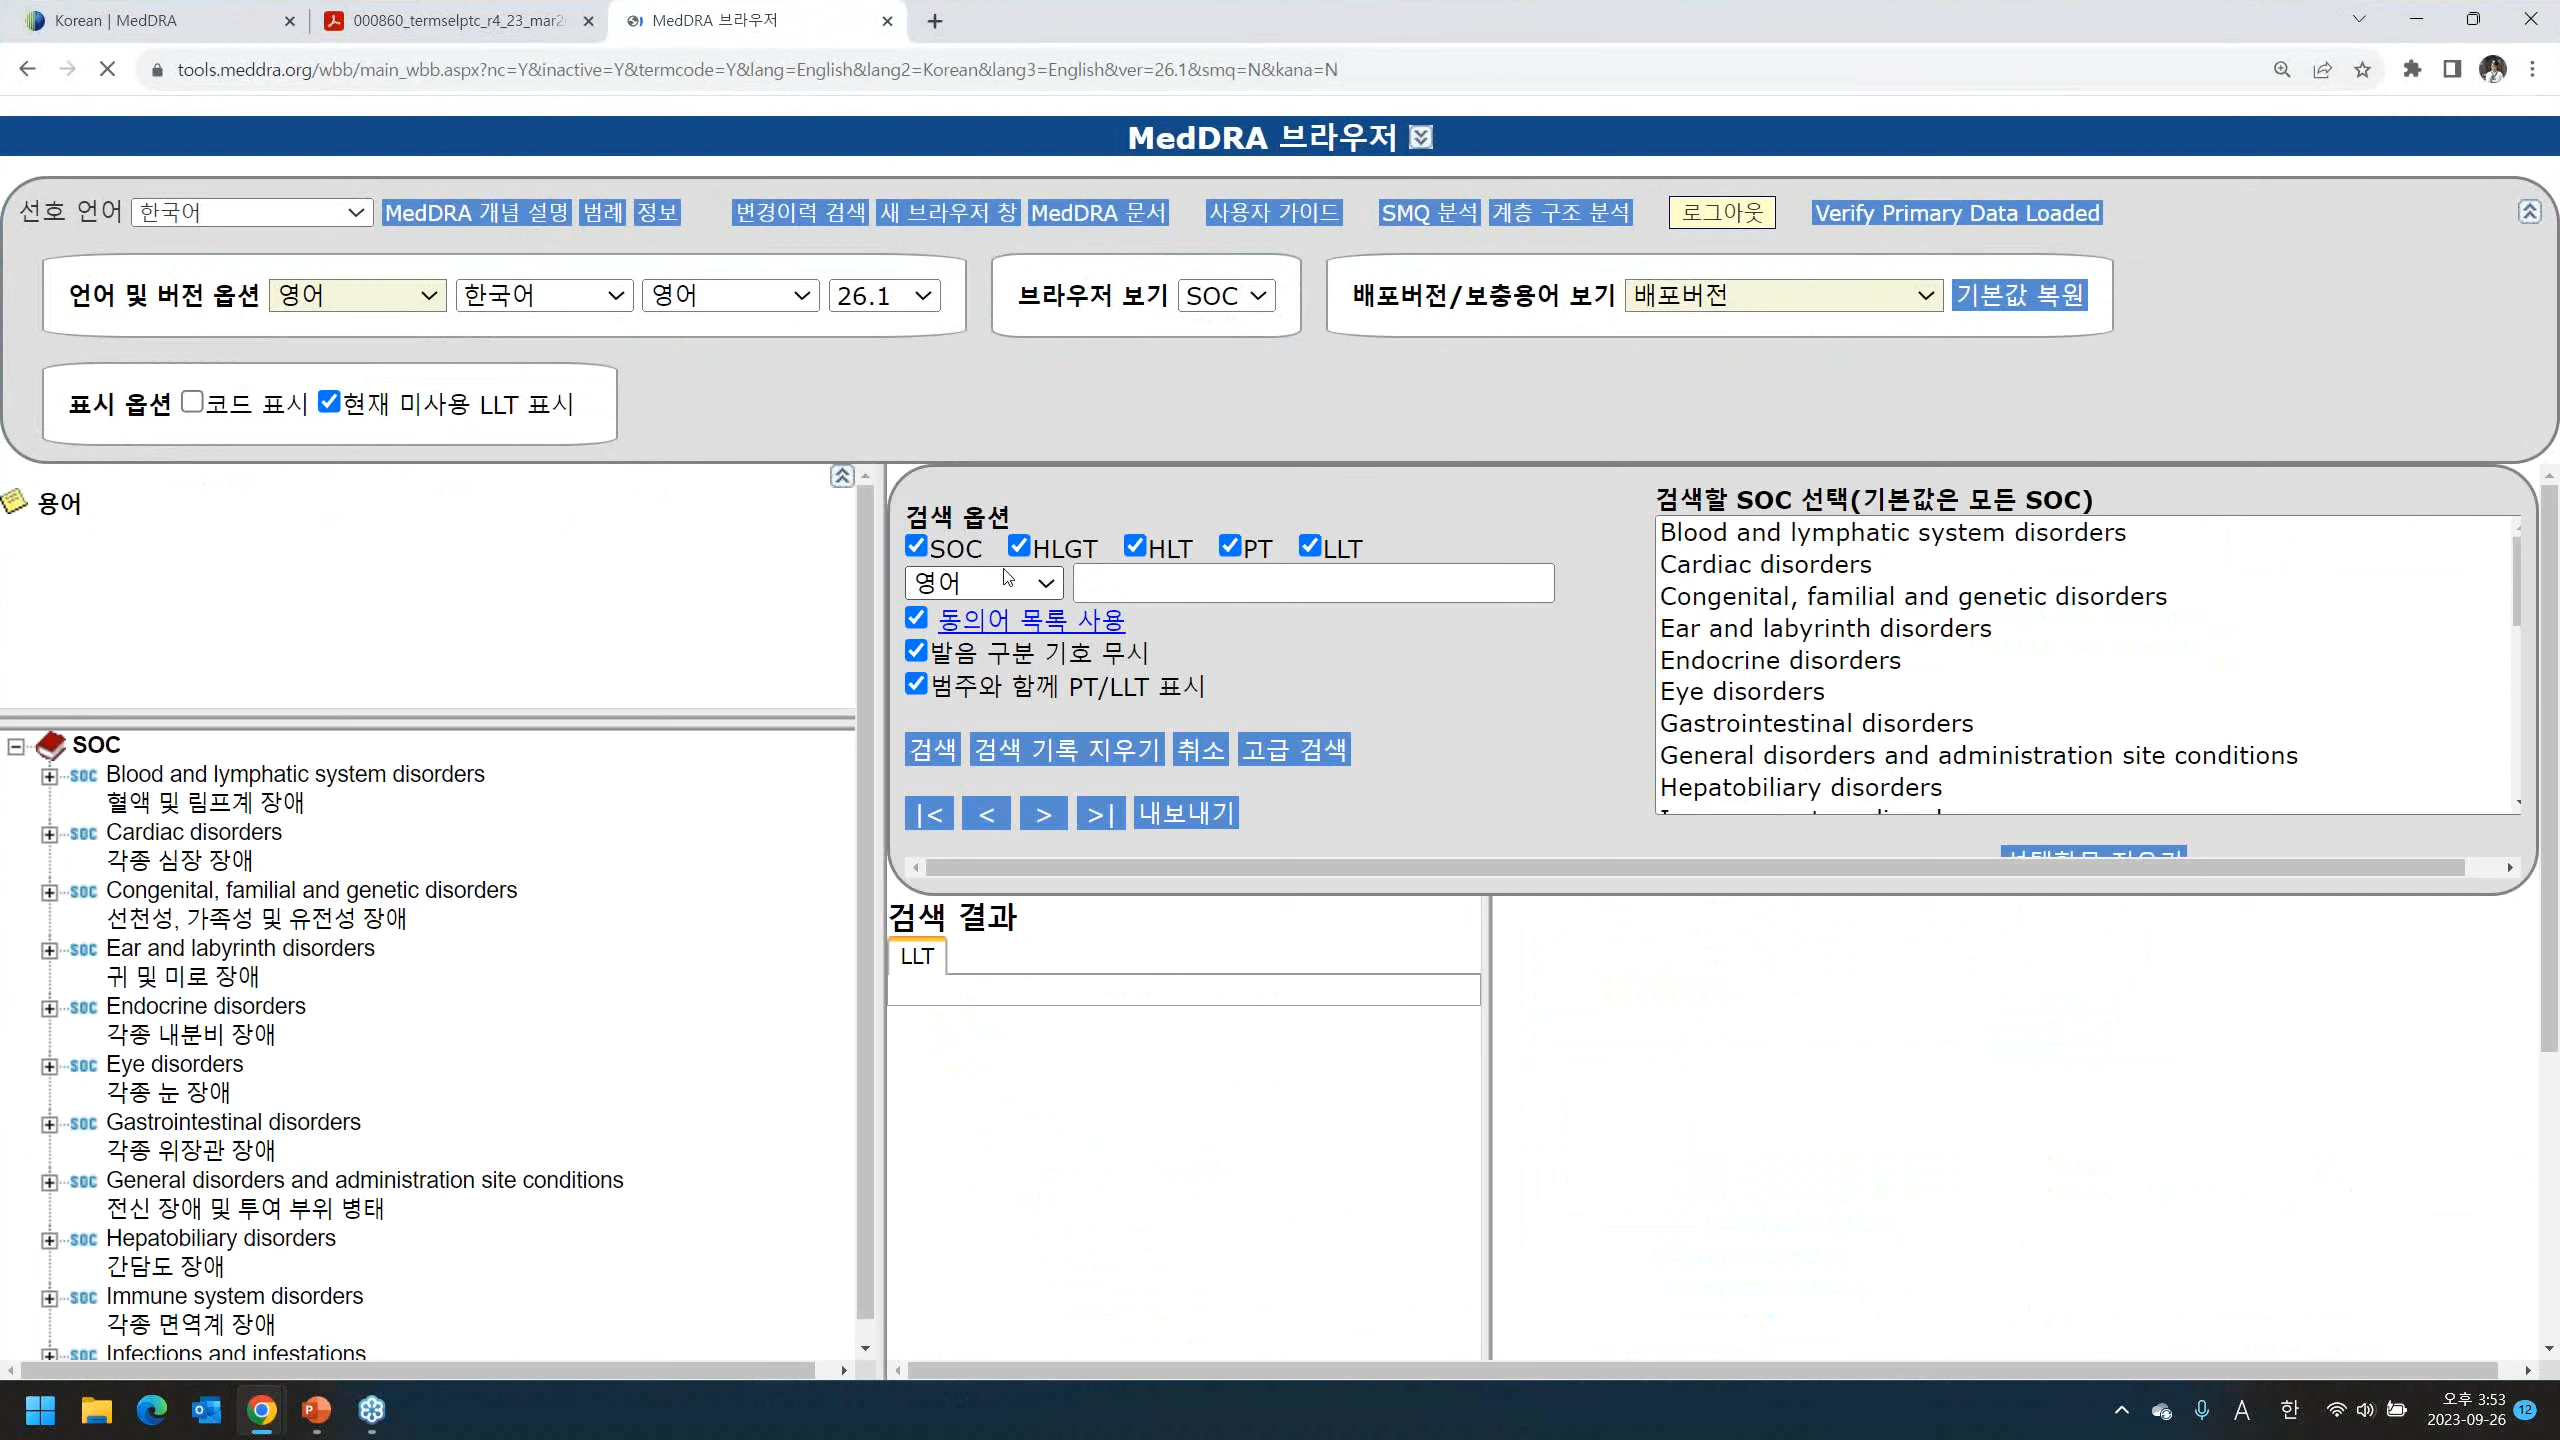 Korean | MedDRA
000860_termselptc_r4_23_mar2
MedDRA 브라우저
tools.meddra.org/wbb/main_wbb.aspx?nc=Y&inactive=Y&termcode=Y&lang=English&lang2=Korean&lang3=English&ver=26.1&smq=N&kana=N
MedDRA 브라우저
선호 언어 한국어 MedDRA 개념 설명 범례 정보 변경이력 검색 새 브라우저 창 MedDRA 문서 사용자 가이드 SMQ 분석 계층 구조 분석 로그아웃 Verify Primary Data Loaded
언어 및 버전 옵션 영어 한국어 영어 26.1 브라우저 보기 SOC 배포버전/보충용어 보기 배포버전 기본값 복원
표시 옵션 코드 표시 현재 미사용 LLT 표시
용어
SOC
Blood and lymphatic system disorders
혈액 및 림프계 장애
Cardiac disorders
각종 심장 장애
Congenital, familial and genetic disorders
선천성, 가족성 및 유전성 장애
Ear and labyrinth disorders
귀 및 미로 장애
Endocrine disorders
각종 내분비 장애
Eye disorders
각종 눈 장애
Gastrointestinal disorders
각종 위장관 장애
General disorders and administration site conditions
전신 장애 및 투여 부위 병태
Hepatobiliary disorders
간담도 장애
Immune system disorders
각종 면역계 장애
Infections and infestations
검색 옵션
SOC HLGT HLT PT LLT
영어
동의어 목록 사용
발음 구분 기호 무시
범주와 함께 PT/LLT 표시
검색 검색 기록 지우기 취소 고급 검색
|< < > >| 내보내기
검색할 SOC 선택(기본값은 모든 SOC)
Blood and lymphatic system disorders
Cardiac disorders
Congenital, familial and genetic disorders
Ear and labyrinth disorders
Endocrine disorders
Eye disorders
Gastrointestinal disorders
General disorders and administration site conditions
Hepatobiliary disorders
검색 결과
LLT
A 한
오후 3:53
2023-09-26
12